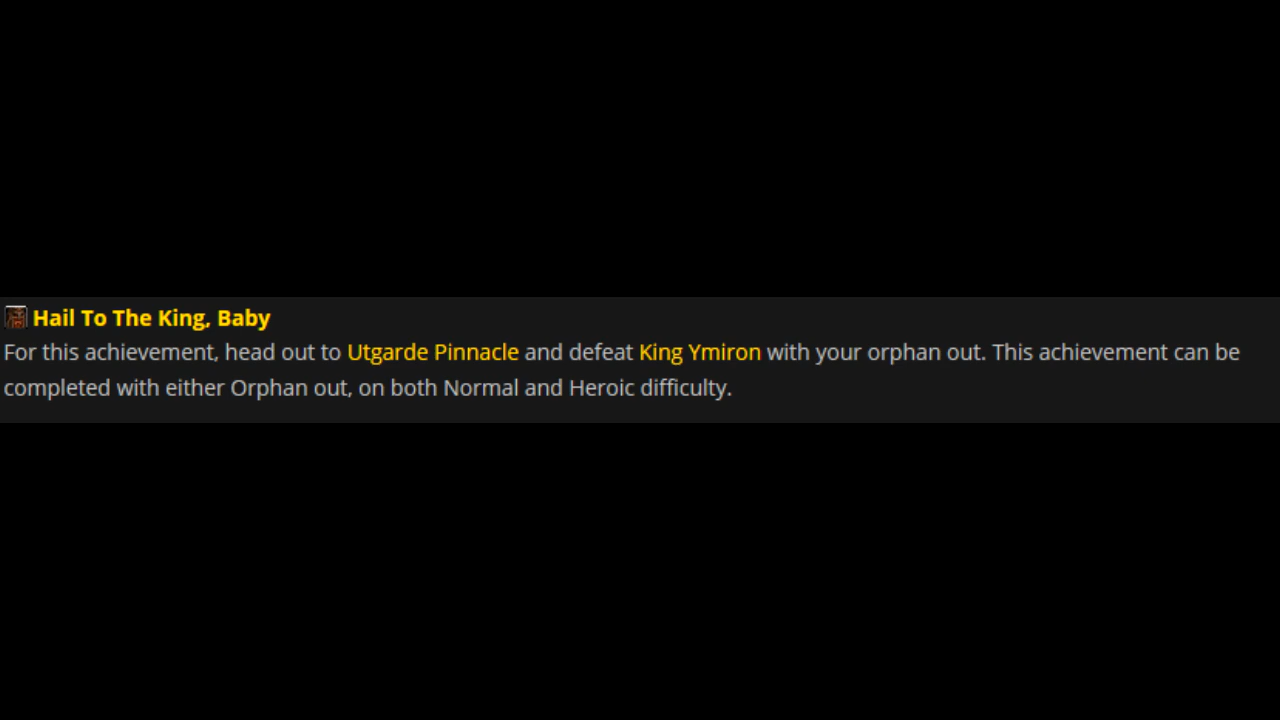 Hail To The King, Baby
For this achievement, head out to Utgarde Pinnacle and defeat King Ymiron with your orphan out. This achievement can be
completed with either Orphan out, on both Normal and Heroic difficulty.